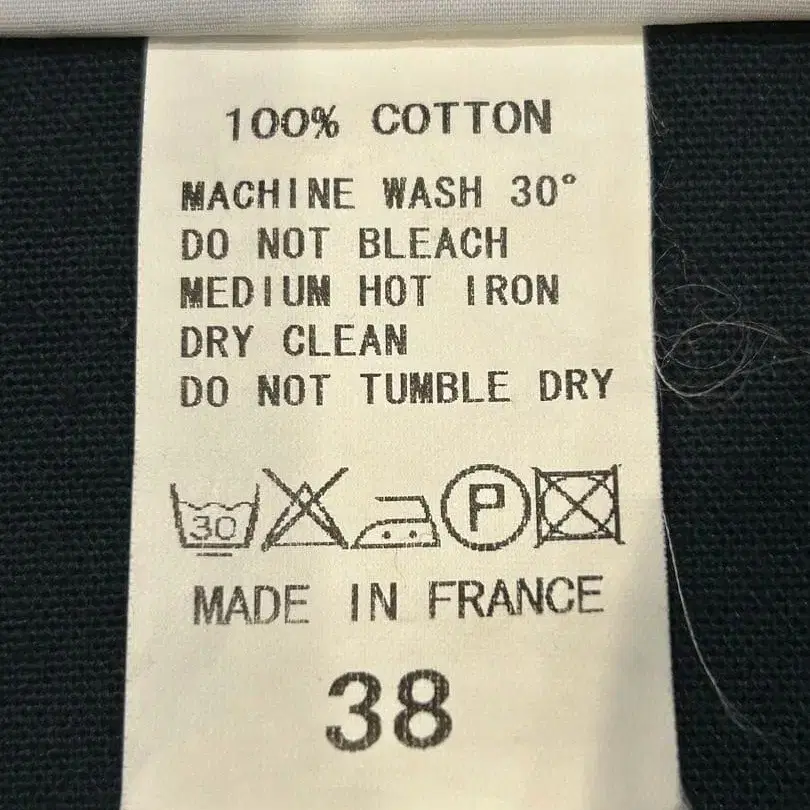 100% COTTON
MACHINE WASH 30°
DO NOT BLEACH
MEDIUM HOT IRON
DRY CLEAN
DO NOT TUMBLE DRY
30 P
MADE IN FRANCE
38